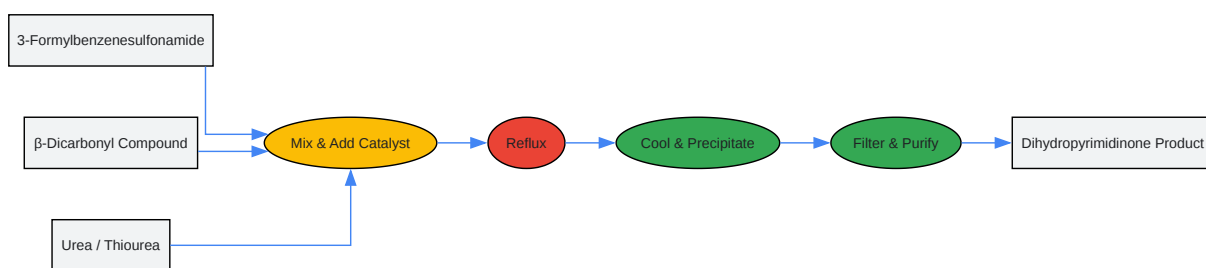 3-Formylbenzenesulfonamide
β-Dicarbonyl Compound
Mix & Add Catalyst
Reflux
Cool & Precipitate
Filter & Purify
Dihydropyrimidinone Product
Urea / Thiourea